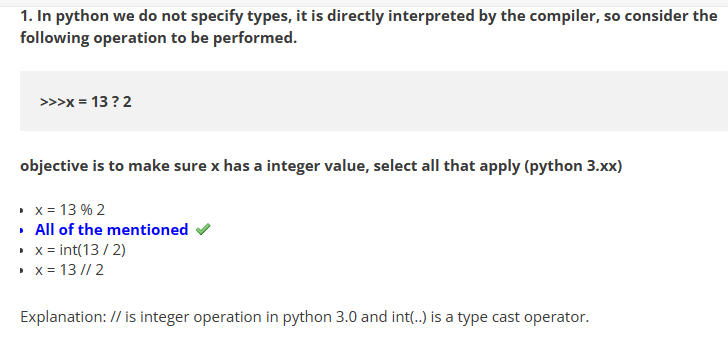 1. In python we do not specify types, it is directly interpreted by the compiler, so consider the
following operation to be performed.
>>>x = 13 ? 2
objective is to make sure x has a integer value, select all that apply (python 3.xx)
x = 13 % 2
All of the mentioned
x = int(13 / 2)
x = 13 // 2
Explanation: // is integer operation in python 3.0 and int(..) is a type cast operator.